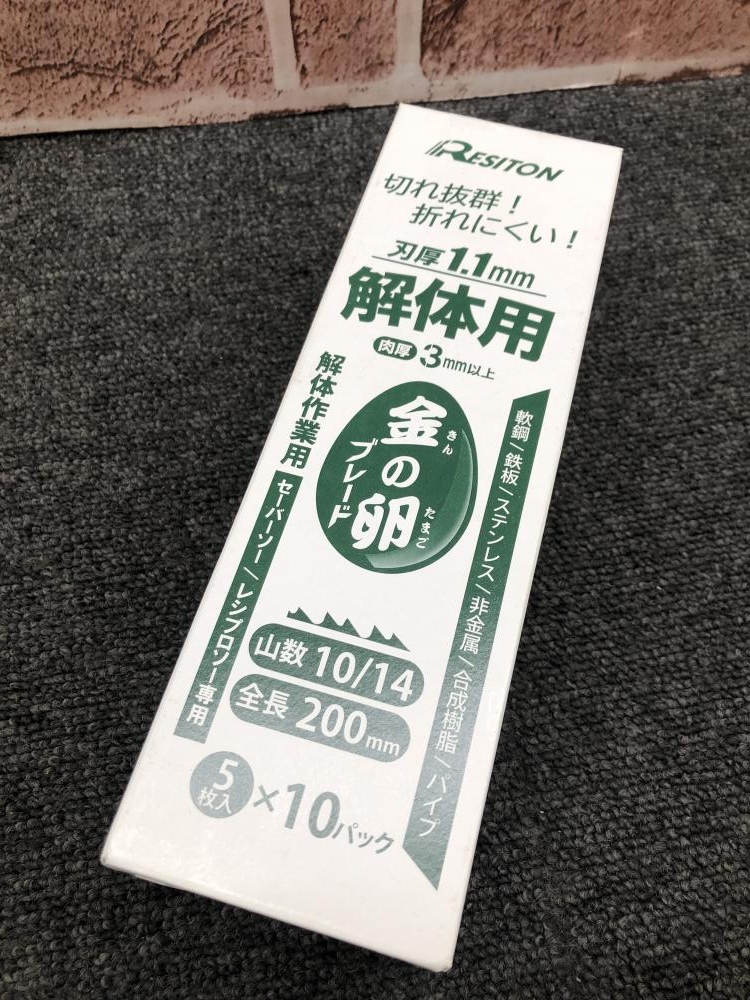 RESITON
切れ抜群！
折れにくい！
刃厚1.1mm
解体用
肉厚 3mm以上
解体作業用
セーバーソー/レシプロソー専用
金の卵
きん
たまご
ブレード
軟鋼/鉄板/ステンレス/非金属/合成樹脂/パイプ
山数 10/14
全長 200mm
5枚入×10パック